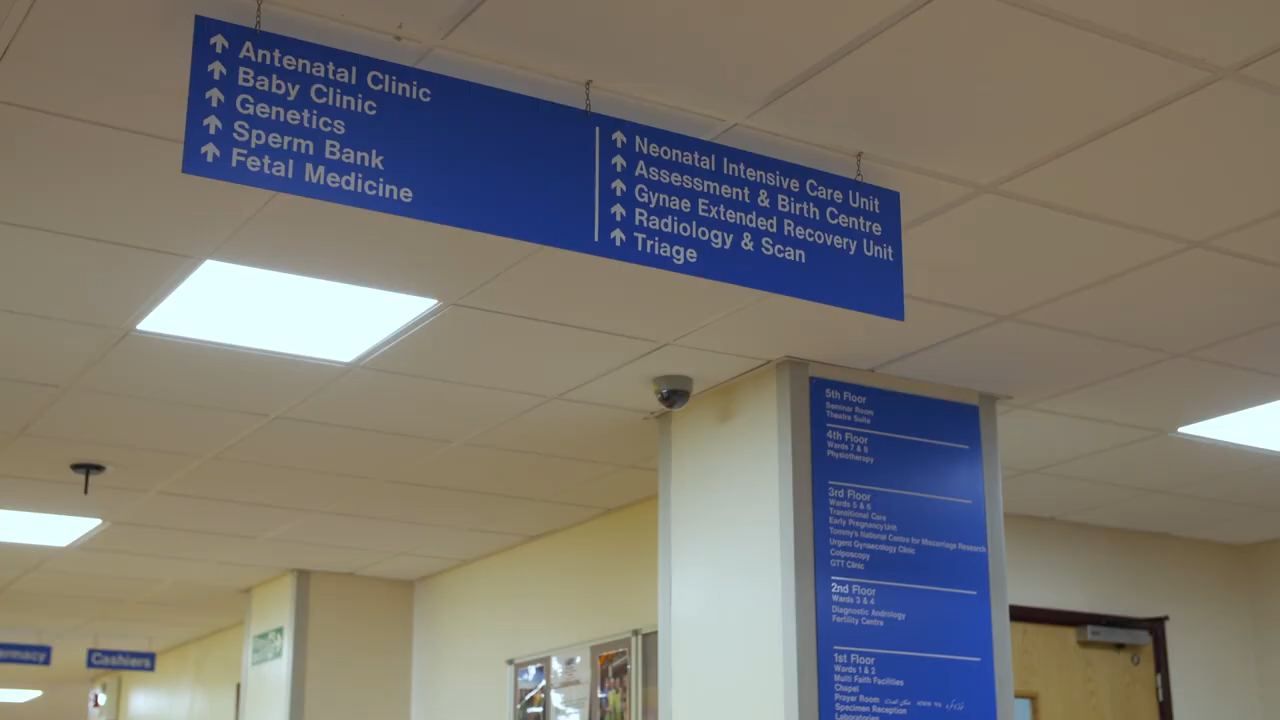 Antenatal Clinic
Baby Clinic
Genetics
Sperm Bank
Fetal Medicine
Neonatal Intensive Care Unit
Assessment & Birth Centre
Gynae Extended Recovery Unit
Radiology & Scan
Triage
5th Floor
Seminar Room
Theatre Suite
4th Floor
Wards 7 & 8
Physiotherapy
3rd Floor
Wards 5 & 6
Transitional Care
Early Pregnancy Unit
Tommy's National Centre for Miscarriage Research
Urgent Gynaecology Clinic
Colposcopy
GTT Clinic
2nd Floor
Wards 3 & 4
Diagnostic Andrology
Fertility Centre
1st Floor
Wards 1 & 2
Multi Faith Facilities
Chapel
Prayer Room
Specimen Reception
Laboratories
Cashiers